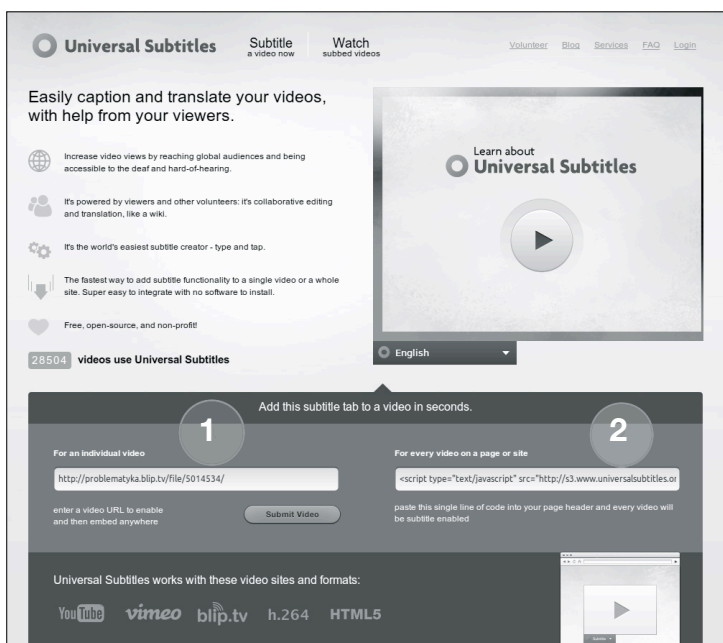 Universal Subtitles
Subtitle
a video now
Watch
subbed videos
Volunteer Blog Services FAQ Login
Easily caption and translate your videos,
with help from your viewers.
Increase video views by reaching global audiences and being
accessible to the deaf and hard-of-hearing.
It's powered by viewers and other volunteers: it's collaborative editing
and translation, like a wiki.
It's the world's easiest subtitle creator - type and tap.
The fastest way to add subtitle functionality to a single video or a whole
site. Super easy to integrate with no software to install.
Free, open-source, and non-profit!
28504 videos use Universal Subtitles
Learn about
Universal Subtitles
English
Add this subtitle tab to a video in seconds.
1
For an individual video
http://problematyka.blip.tv/file/5014534/
enter a video URL to enable
and then embed anywhere
Submit Video
2
For every video on a page or site
<script type="text/javascript" src="http://s3.www.universalsubtitles.or
paste this single line of code into your page header and every video will
be subtitle enabled
Universal Subtitles works with these video sites and formats:
YouTube vimeo blip.tv h.264 HTML5